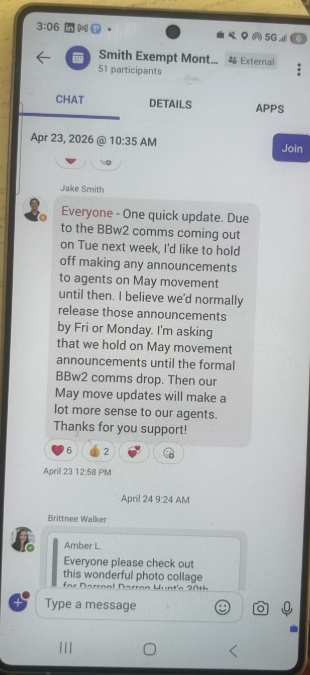 3:06
5G
6
Smith Exempt Mont...
External
51 participants
CHAT
DETAILS
APPS
Apr 23, 2026 @ 10:35 AM
Join
Jake Smith
Everyone - One quick update. Due
to the BBw2 comms coming out
on Tue next week, I'd like to hold
off making any announcements
to agents on May movement
until then. I believe we'd normally
release those announcements
by Fri or Monday. I'm asking
that we hold on May movement
announcements until the formal
BBw2 comms drop. Then our
May move updates will make a
lot more sense to our agents.
Thanks for you support!
6
2
April 23 12:58 PM
April 24 9:24 AM
Brittnee Walker
Amber L.
Everyone please check out
this wonderful photo collage
for Darron! Darron Hunt's 20th
Type a message